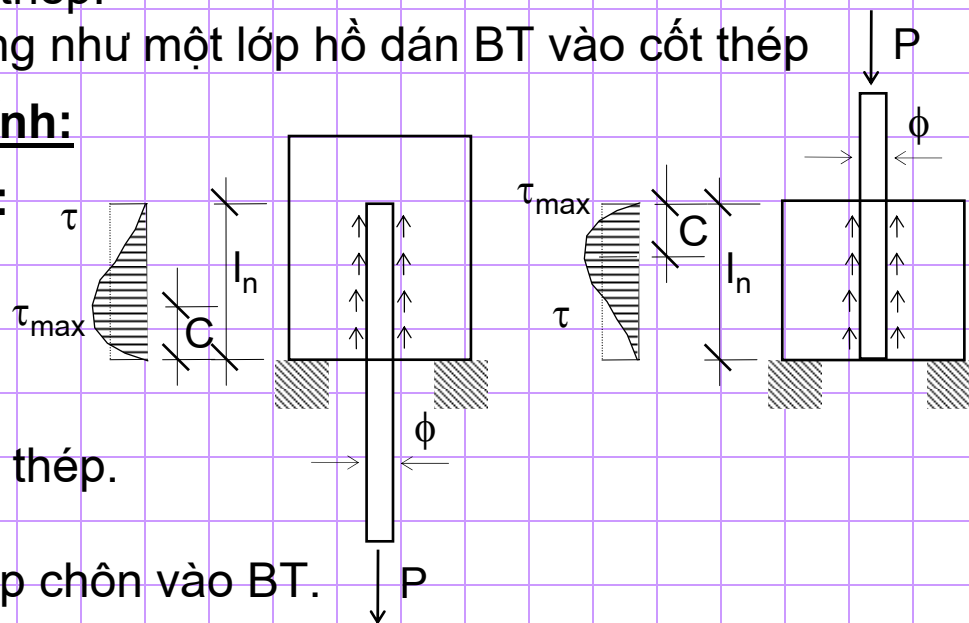 thép.
ng như một lớp hồ dán BT vào cốt thép
P
nh:
ϕ
:
τ
τmax
C
ln
τmax
C
ln
τ
ϕ
thép.
p chôn vào BT.
P